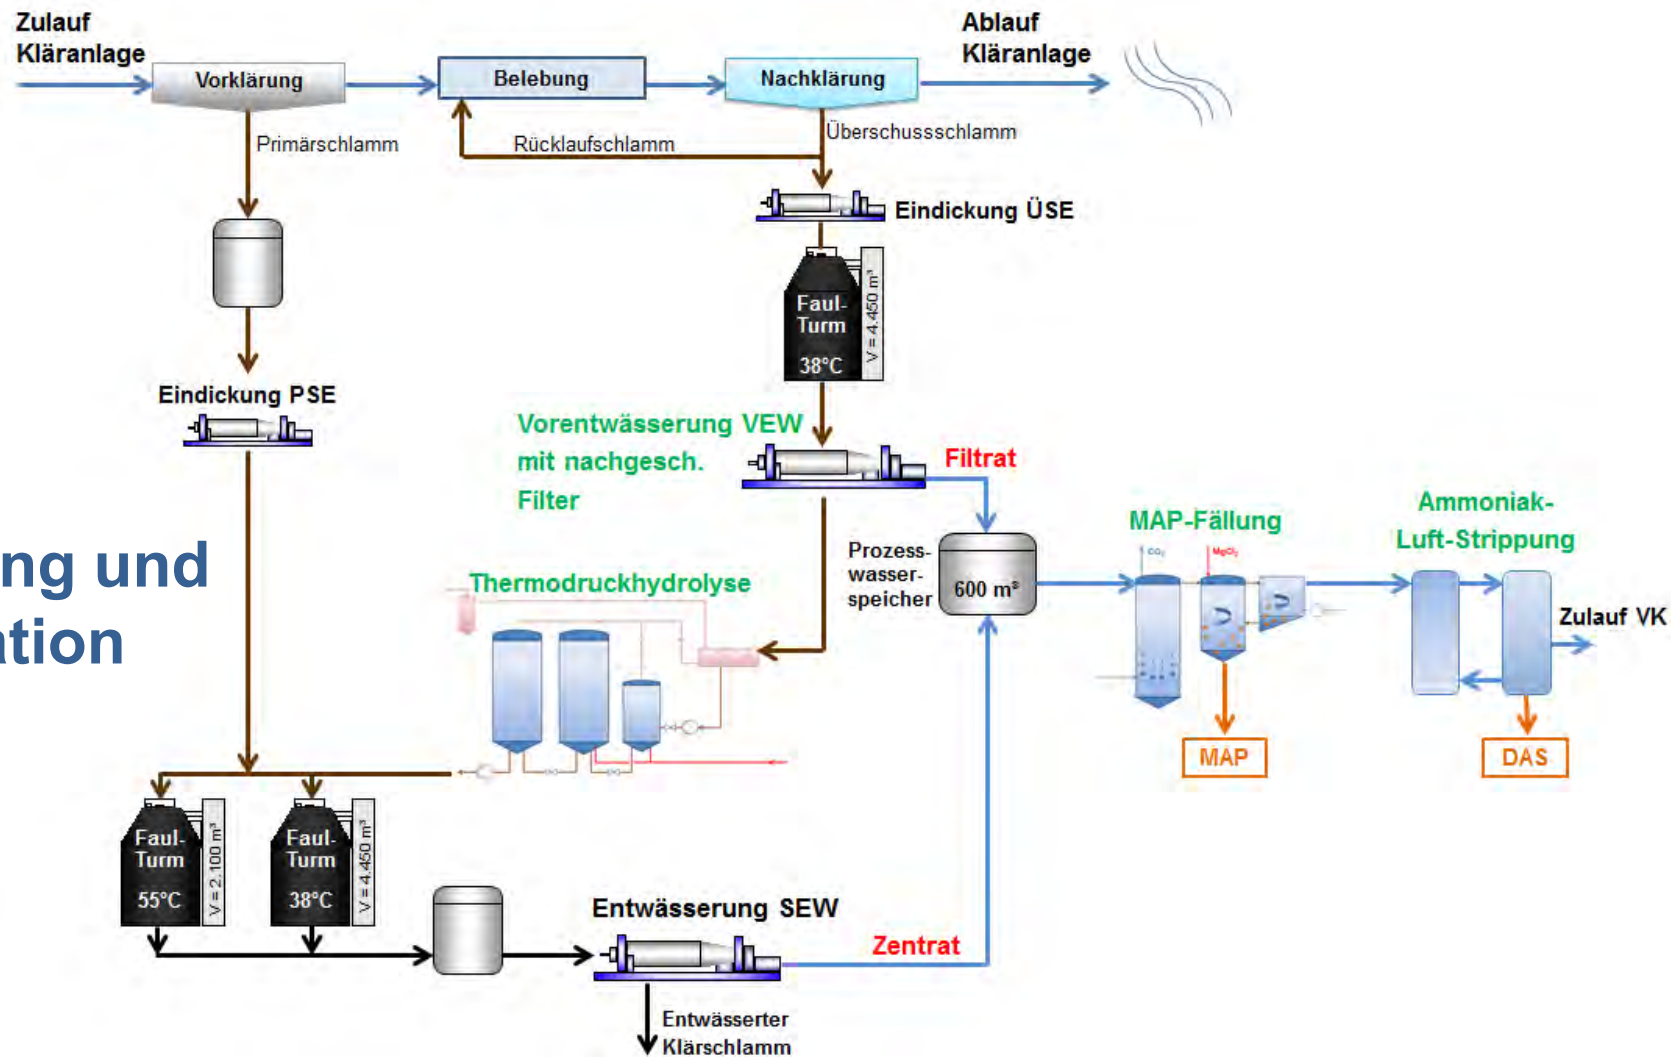 Zulauf
Kläranlage
Vorklärung
Belebung
Nachklärung
Ablauf
Kläranlage
Primärschlamm
Rücklaufschlamm
Überschussschlamm
Eindickung ÜSE
Faul-
Turm
38°C
V = 4.450 m³
Eindickung PSE
Vorentwässerung VEW
mit nachgesch.
Filter
Filtrat
Prozess-
wasser-
speicher
600 m³
MAP-Fällung
CO₂
MgCl₂
Ammoniak-
Luft-Strippung
Zulauf VK
MAP
DAS
ng und
ation
Thermodruckhydrolyse
Faul-
Turm
55°C
V = 2.100 m³
Faul-
Turm
38°C
V = 4.450 m³
Entwässerung SEW
Zentrat
Entwässerter
Klärschlamm